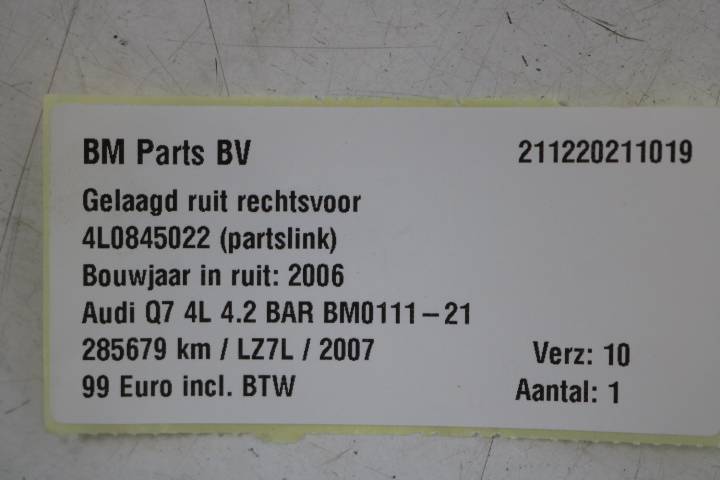 BM Parts BV 211220211019
Gelaagd ruit rechtsvoor
4L0845022 (partslink)
Bouwjaar in ruit: 2006
Audi Q7 4L 4.2 BAR BM0111-21
285679 km / LZ7L / 2007 Verz: 10
99 Euro incl. BTW Aantal: 1